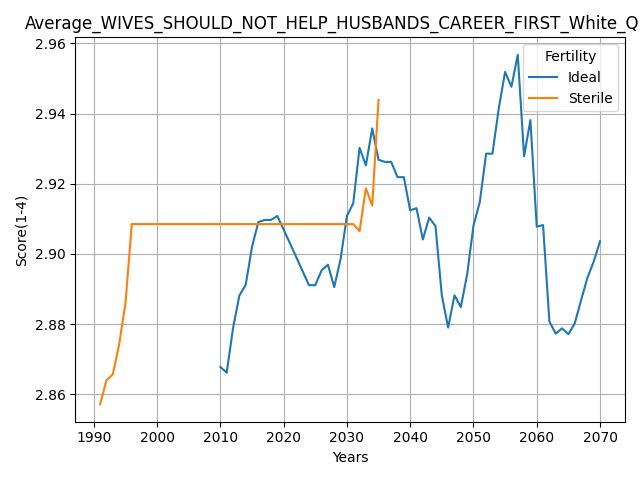 Average_WIVES_SHOULD_NOT_HELP_HUSBANDS_CAREER_FIRST_White_Q
2.96
2.94
2.92
2.90
2.88
2.86
Score(1-4)
Fertility
Ideal
Sterile
1990 2000 2010 2020 2030 2040 2050 2060 2070
Years